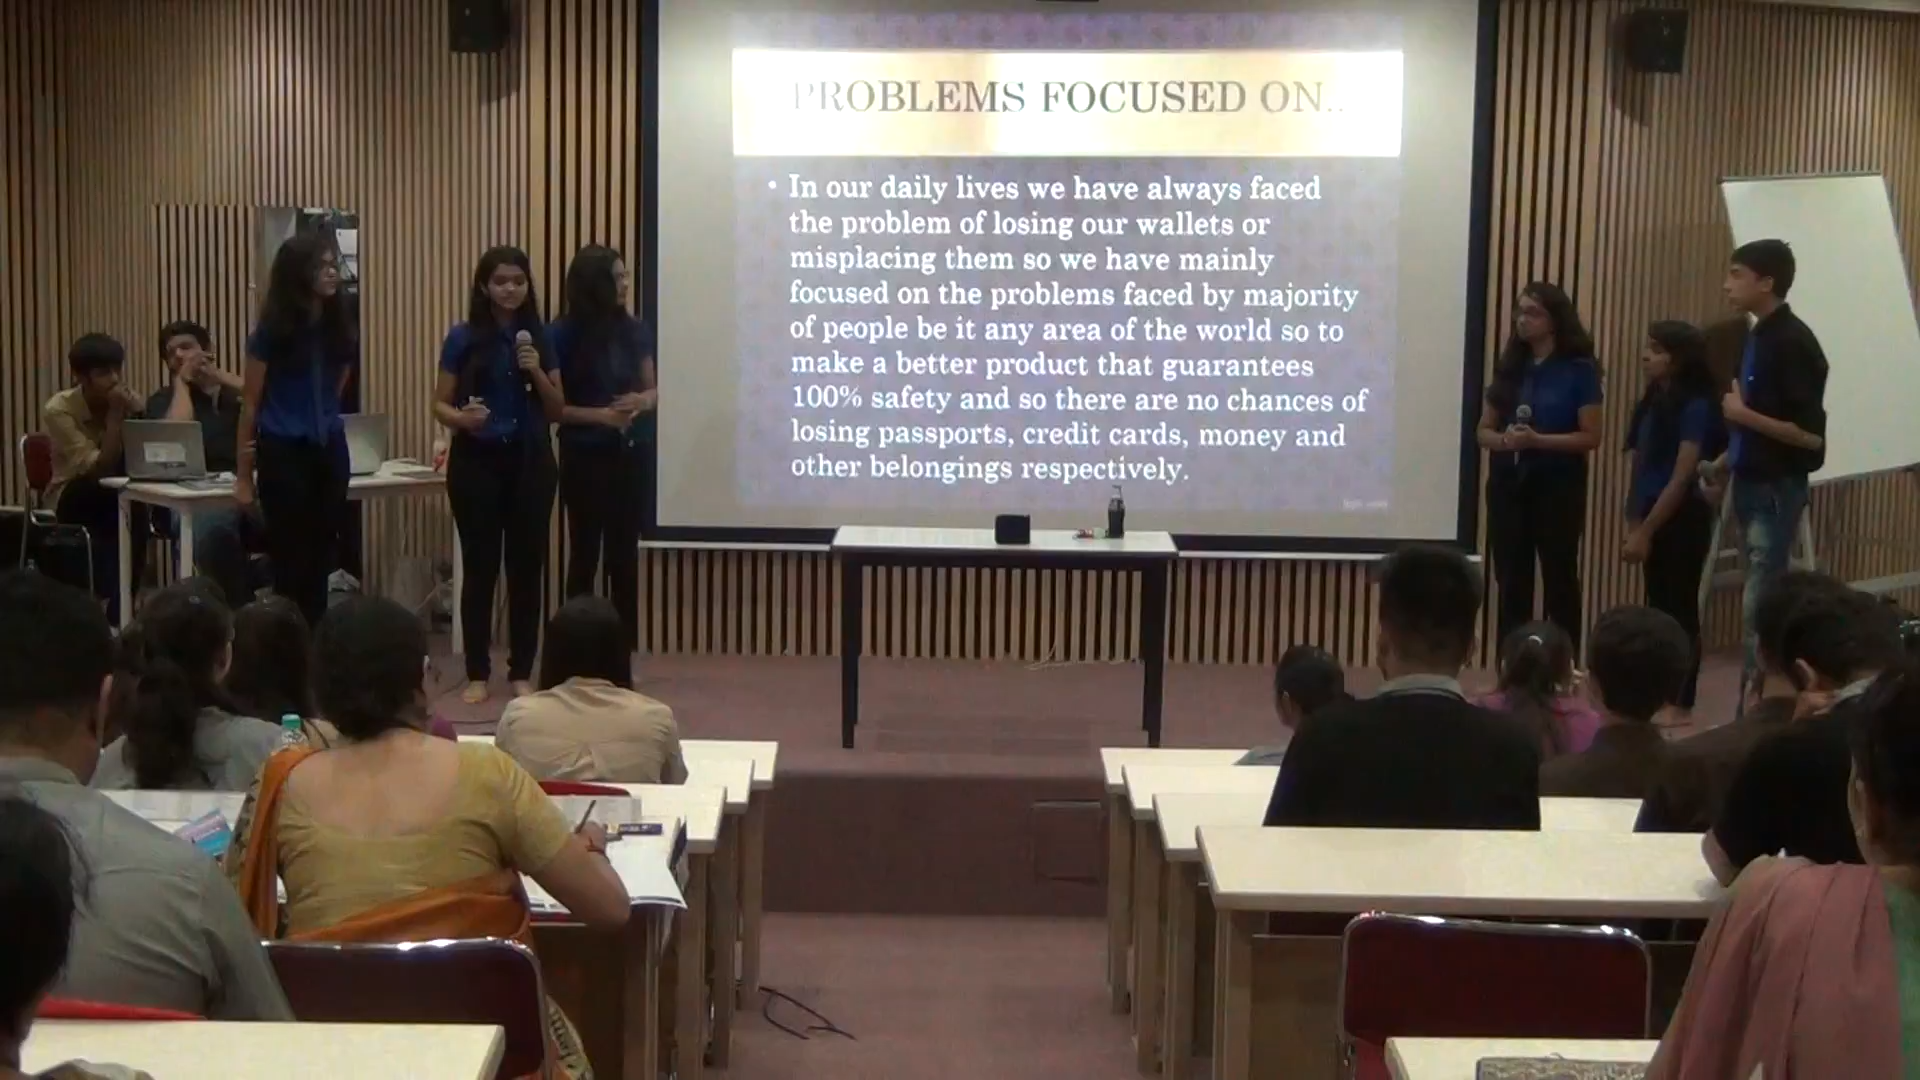 PROBLEMS FOCUSED ON..
• In our daily lives we have always faced
the problem of losing our wallets or
misplacing them so we have mainly
focused on the problems faced by majority
of people be it any area of the world so to
make a better product that guarantees
100% safety and so there are no chances of
losing passports, credit cards, money and
other belongings respectively.